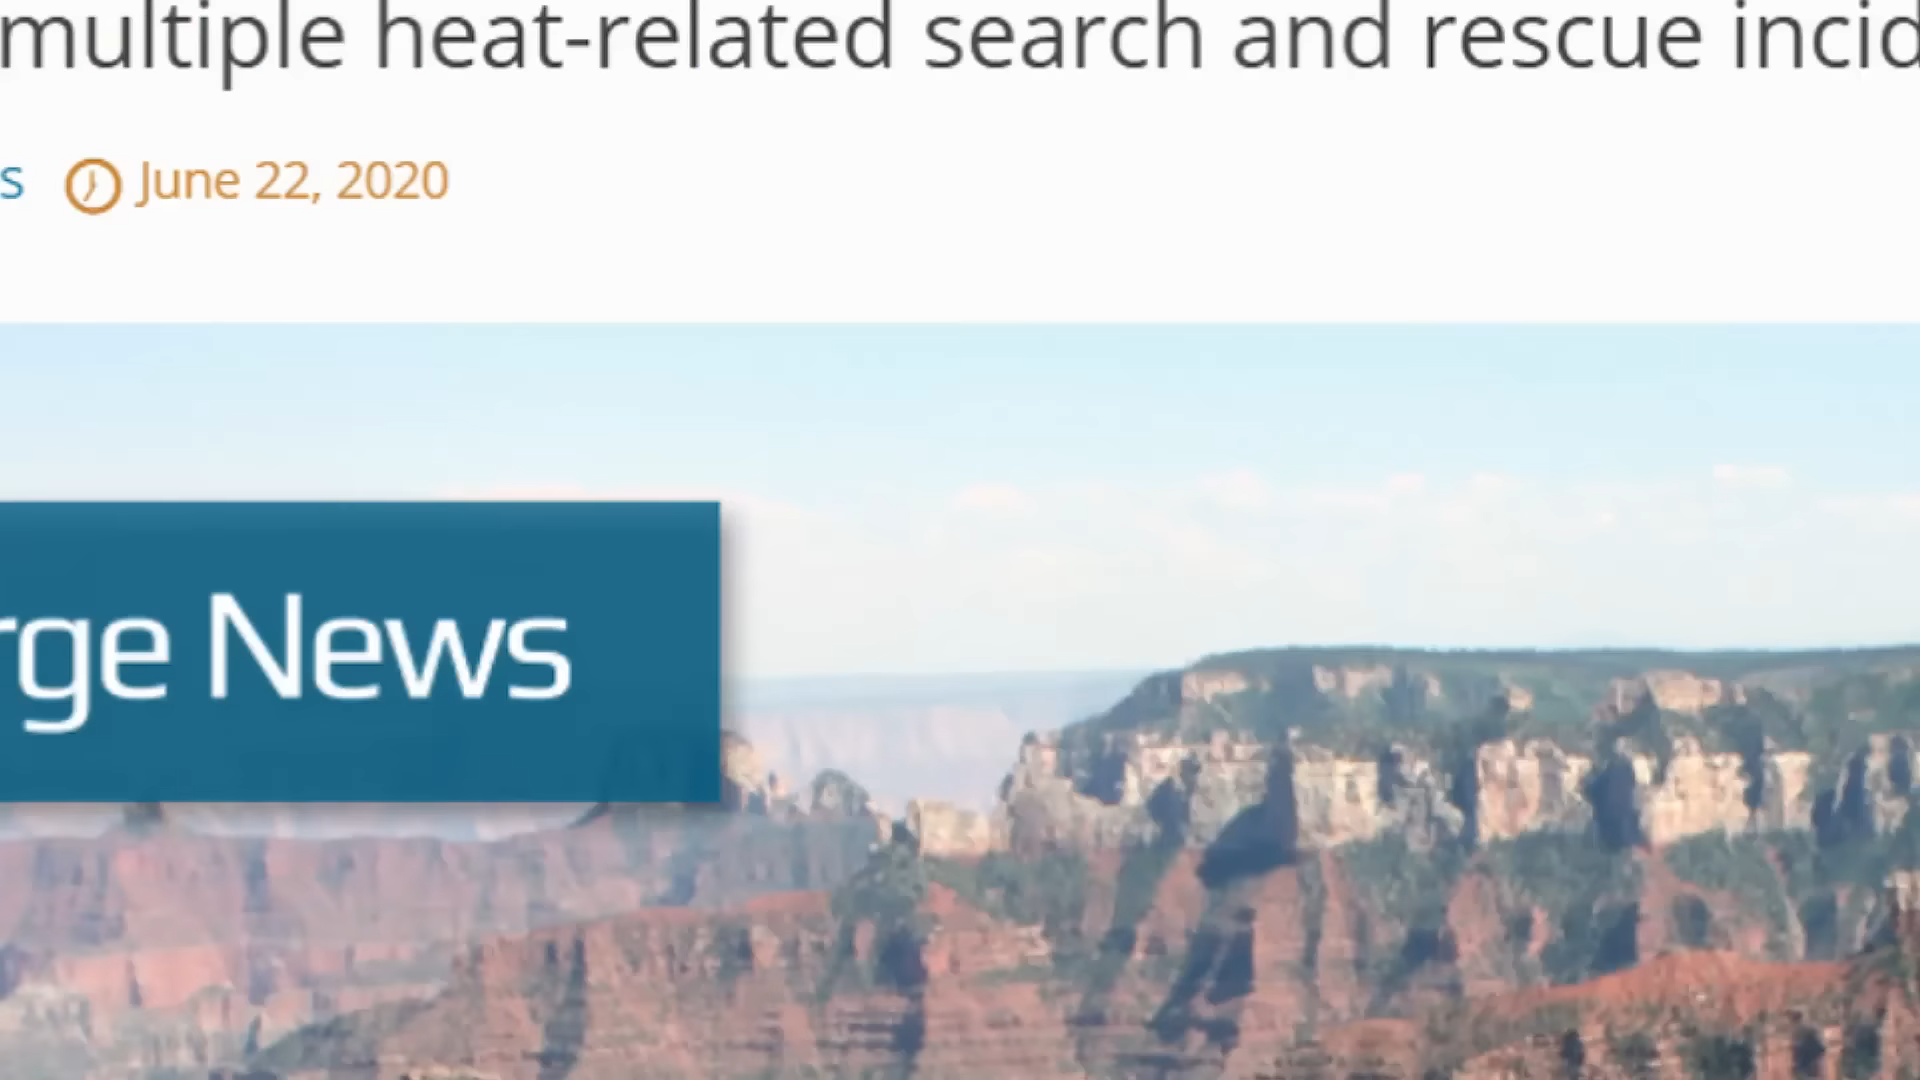 multiple heat-related search and rescue incid
s June 22, 2020
rge News